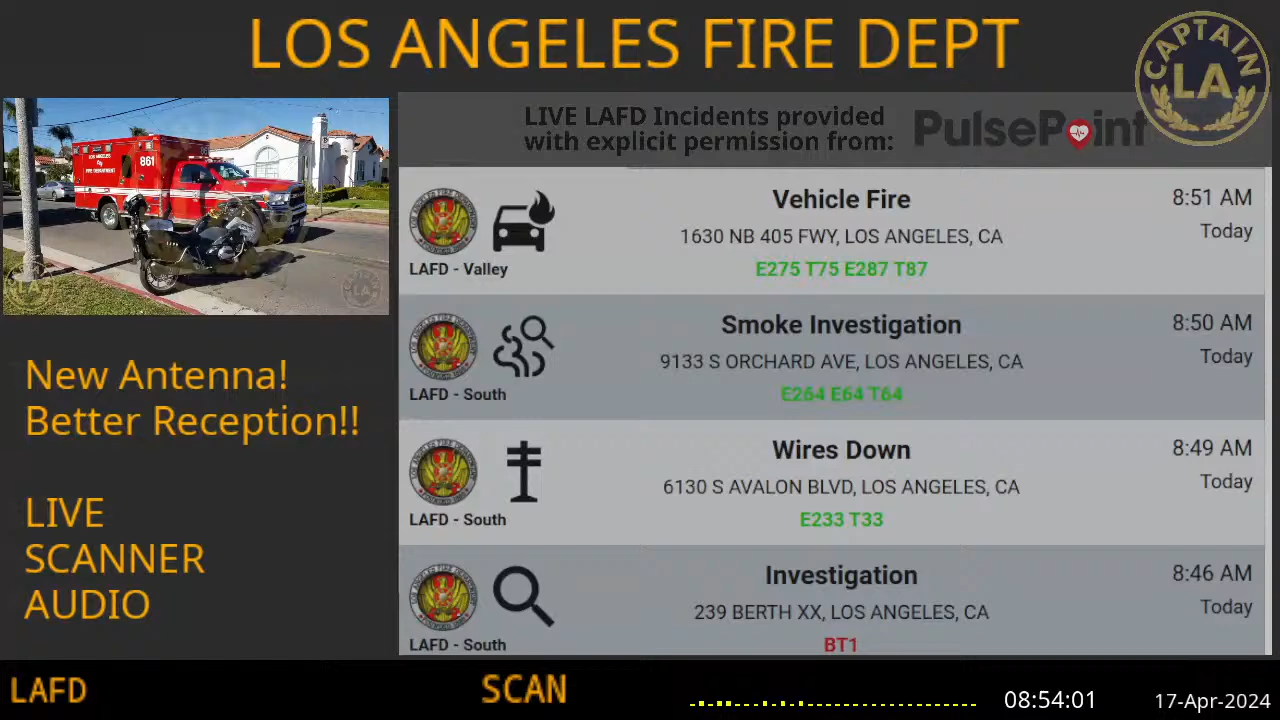 LOS ANGELES FIRE DEPT
CAPTAIN
LA
LIVE LAFD Incidents provided
with explicit permission from:
PulsePoint
LOS ANGELES
City
FIRE DEPARTMENT
861
Vehicle Fire
8:51 AM
1630 NB 405 FWY, LOS ANGELES, CA
Today
E275 T75 E287 T87
LAFD - Valley
Smoke Investigation
8:50 AM
9133 S ORCHARD AVE, LOS ANGELES, CA
Today
E264 E64 T64
LAFD - South
Wires Down
8:49 AM
6130 S AVALON BLVD, LOS ANGELES, CA
Today
E233 T33
LAFD - South
Investigation
8:46 AM
239 BERTH XX, LOS ANGELES, CA
Today
BT1
LAFD - South
New Antenna!
Better Reception!!
LIVE
SCANNER
AUDIO
LAFD
SCAN
08:54:01
17-Apr-2024